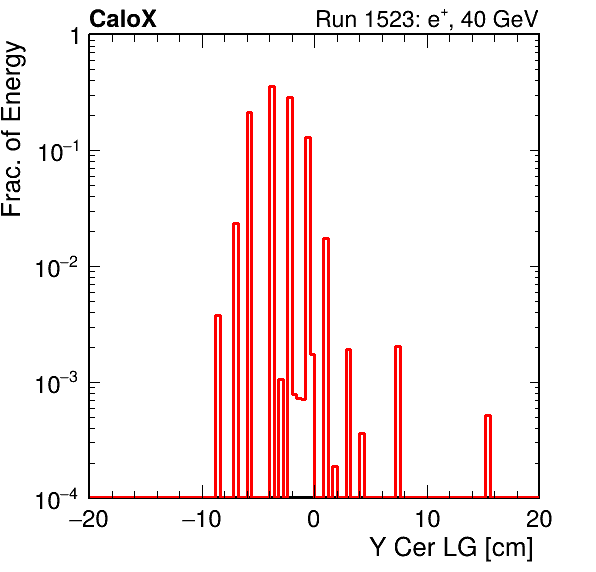 CaloX Run 1523: e⁺, 40 GeV
Frac. of Energy
1
10⁻¹
10⁻²
10⁻³
10⁻⁴
−20 −10 0 10 20
Y Cer LG [cm]